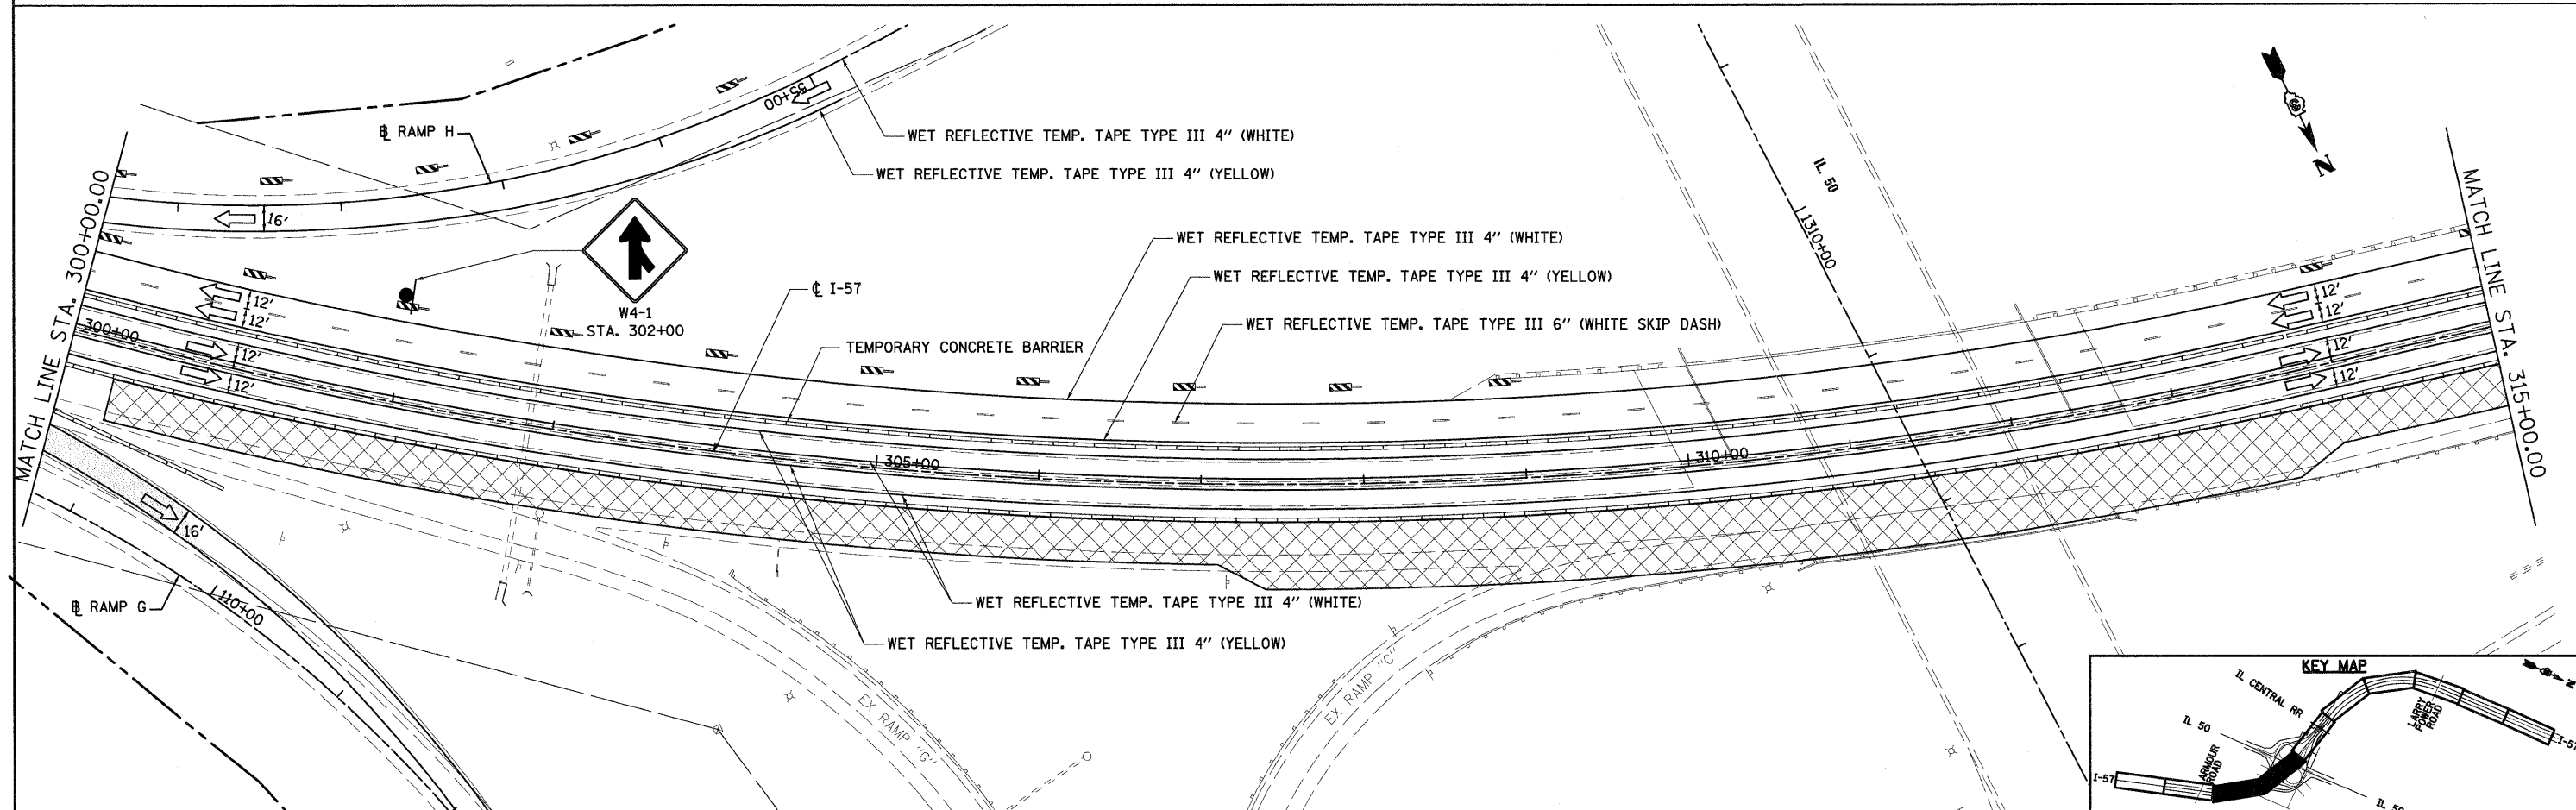 MATCH LINE STA. 300+00.00
℄ RAMP H
16'
55+00
WET REFLECTIVE TEMP. TAPE TYPE III 4" (WHITE)
WET REFLECTIVE TEMP. TAPE TYPE III 4" (YELLOW)
W4-1
STA. 302+00
WET REFLECTIVE TEMP. TAPE TYPE III 4" (WHITE)
WET REFLECTIVE TEMP. TAPE TYPE III 4" (YELLOW)
WET REFLECTIVE TEMP. TAPE TYPE III 6" (WHITE SKIP DASH)
℄ I-57
TEMPORARY CONCRETE BARRIER
IL 50
1310+00
N
MATCH LINE STA. 315+00.00
12'
12'
12'
12'
300+00
305+00
310+00
12'
12'
12'
12'
16'
℄ RAMP G
110+00
WET REFLECTIVE TEMP. TAPE TYPE III 4" (WHITE)
WET REFLECTIVE TEMP. TAPE TYPE III 4" (YELLOW)
EX RAMP "G"
EX RAMP "C"
KEY MAP
N
IL CENTRAL RR
IL 50
LARRY
POWER
ROAD
ARMOUR
ROAD
I-57
I-57
IL 50